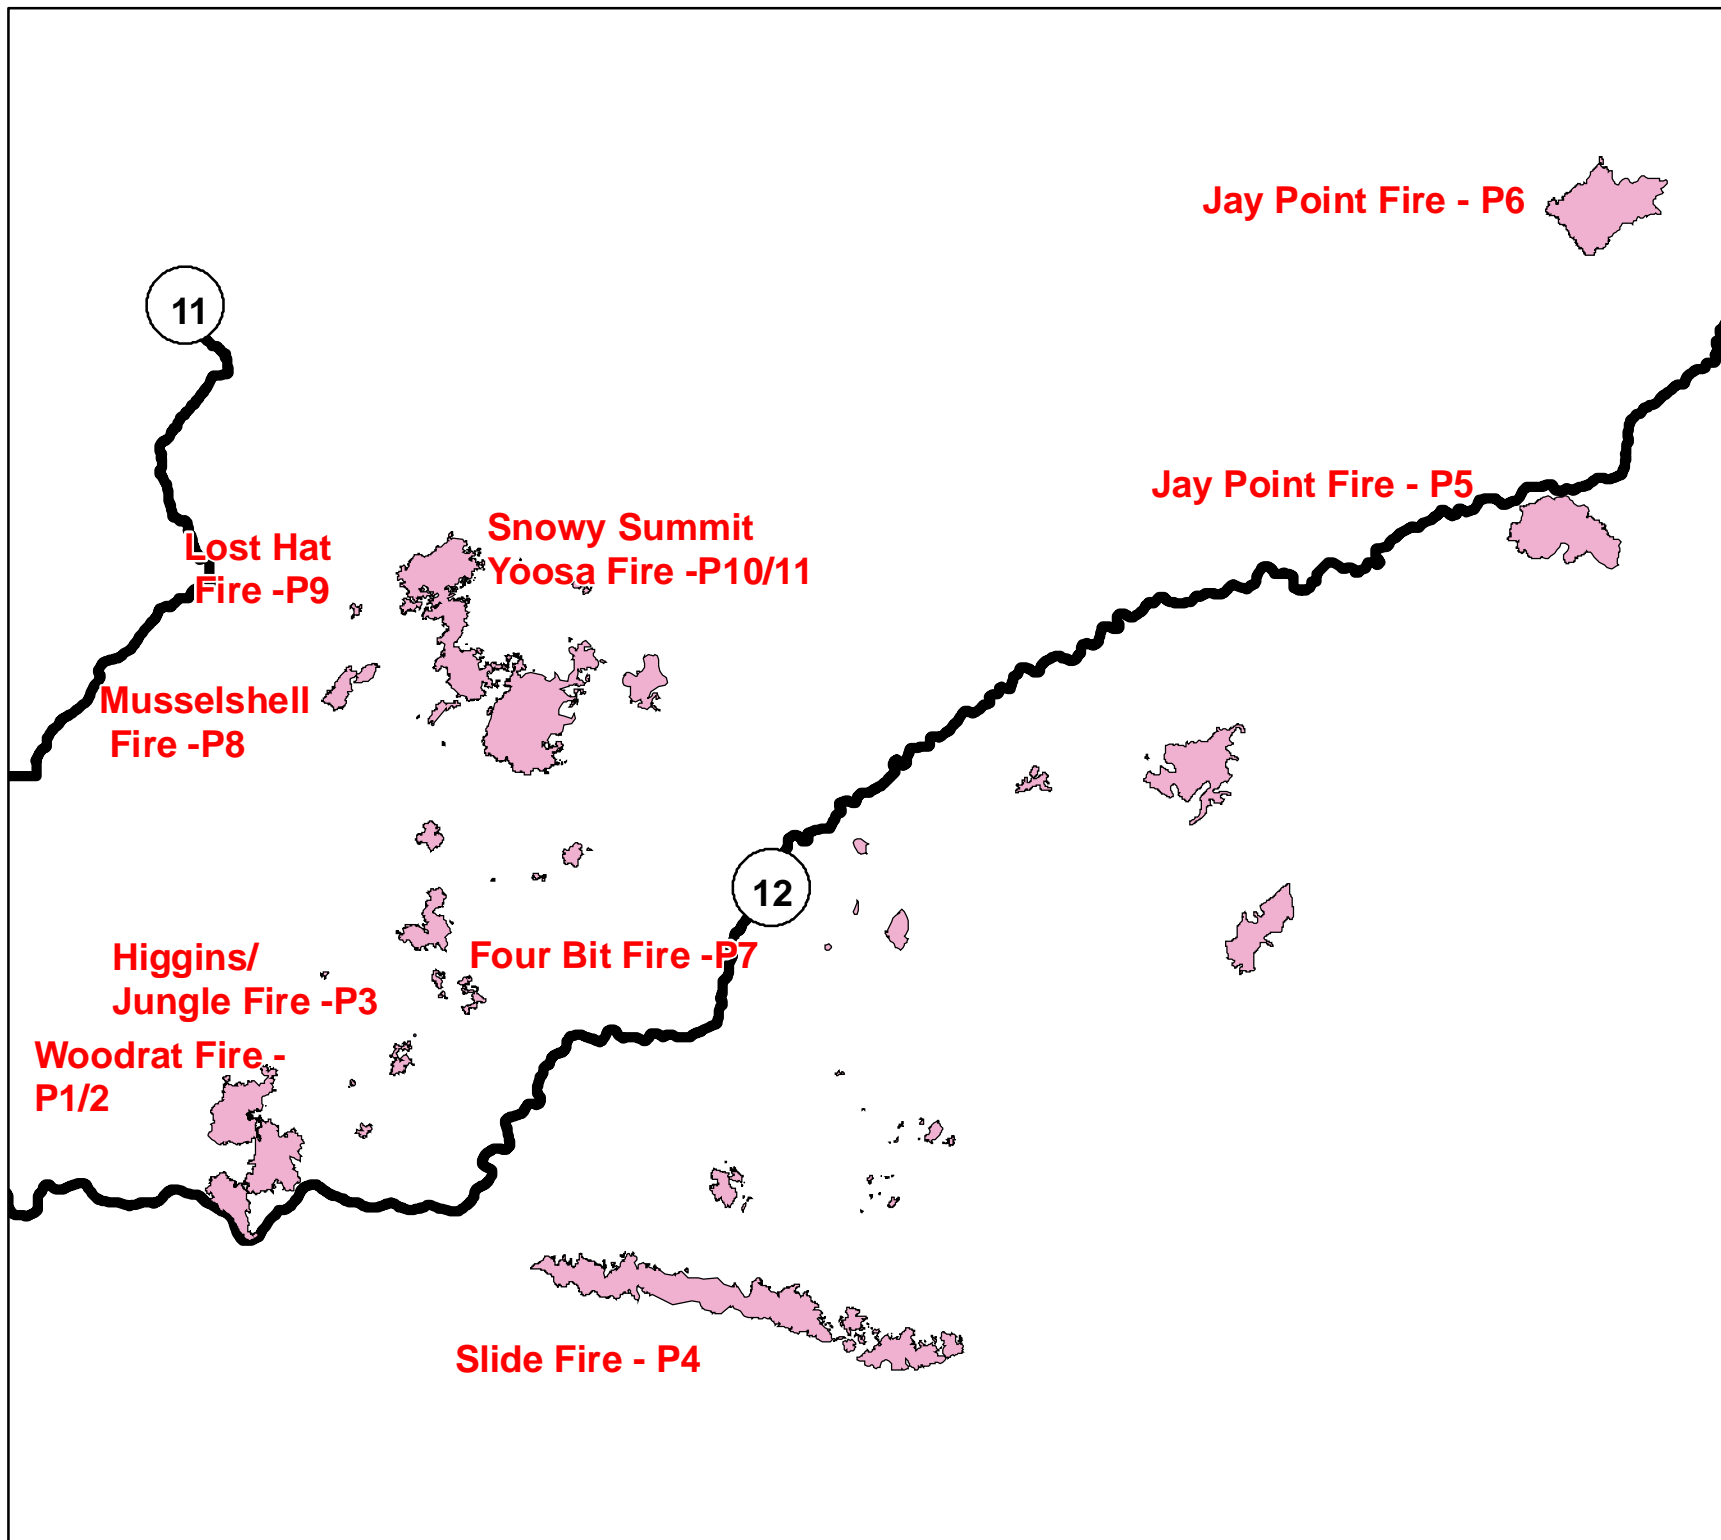 Jay Point Fire - P6
11
Jay Point Fire - P5
Snowy Summit
Yoosa Fire -P10/11
Lost Hat
Fire -P9
Musselshell
Fire -P8
12
Higgins/
Jungle Fire -P3
Four Bit Fire -P7
Woodrat Fire -
P1/2
Slide Fire - P4